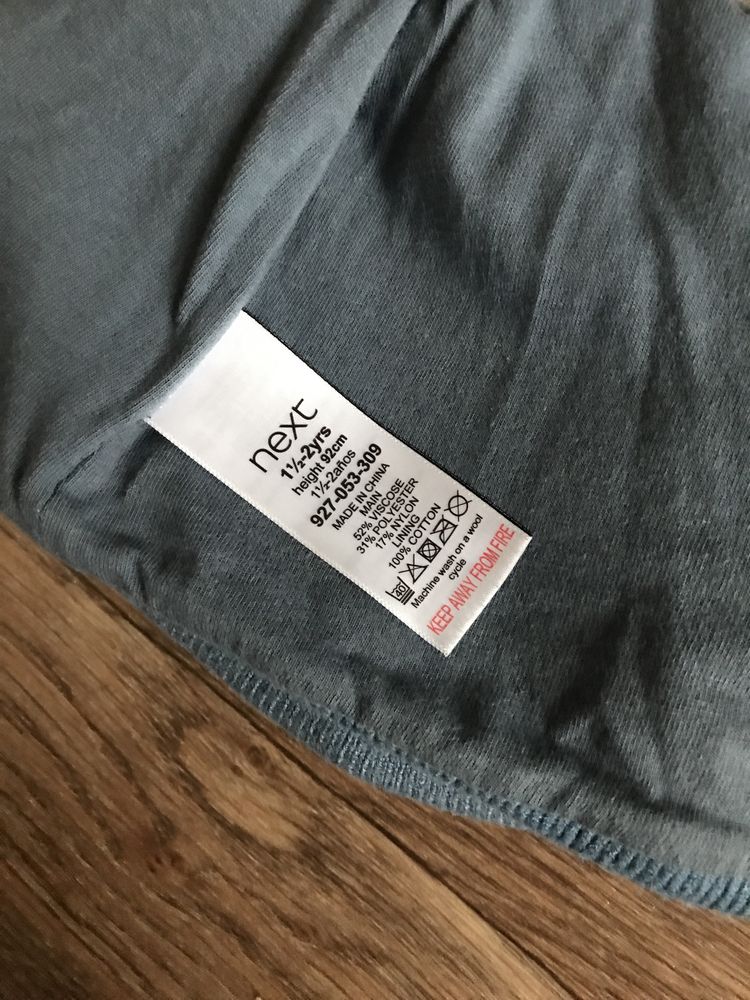 next
1½-2yrs
height 92cm
1½-2años
927-053-309
MADE IN CHINA
MAIN
52% VISCOSE
31% POLYESTER
17% NYLON
LINING
100% COTTON
40
Machine wash on a wool
cycle
KEEP AWAY FROM FIRE